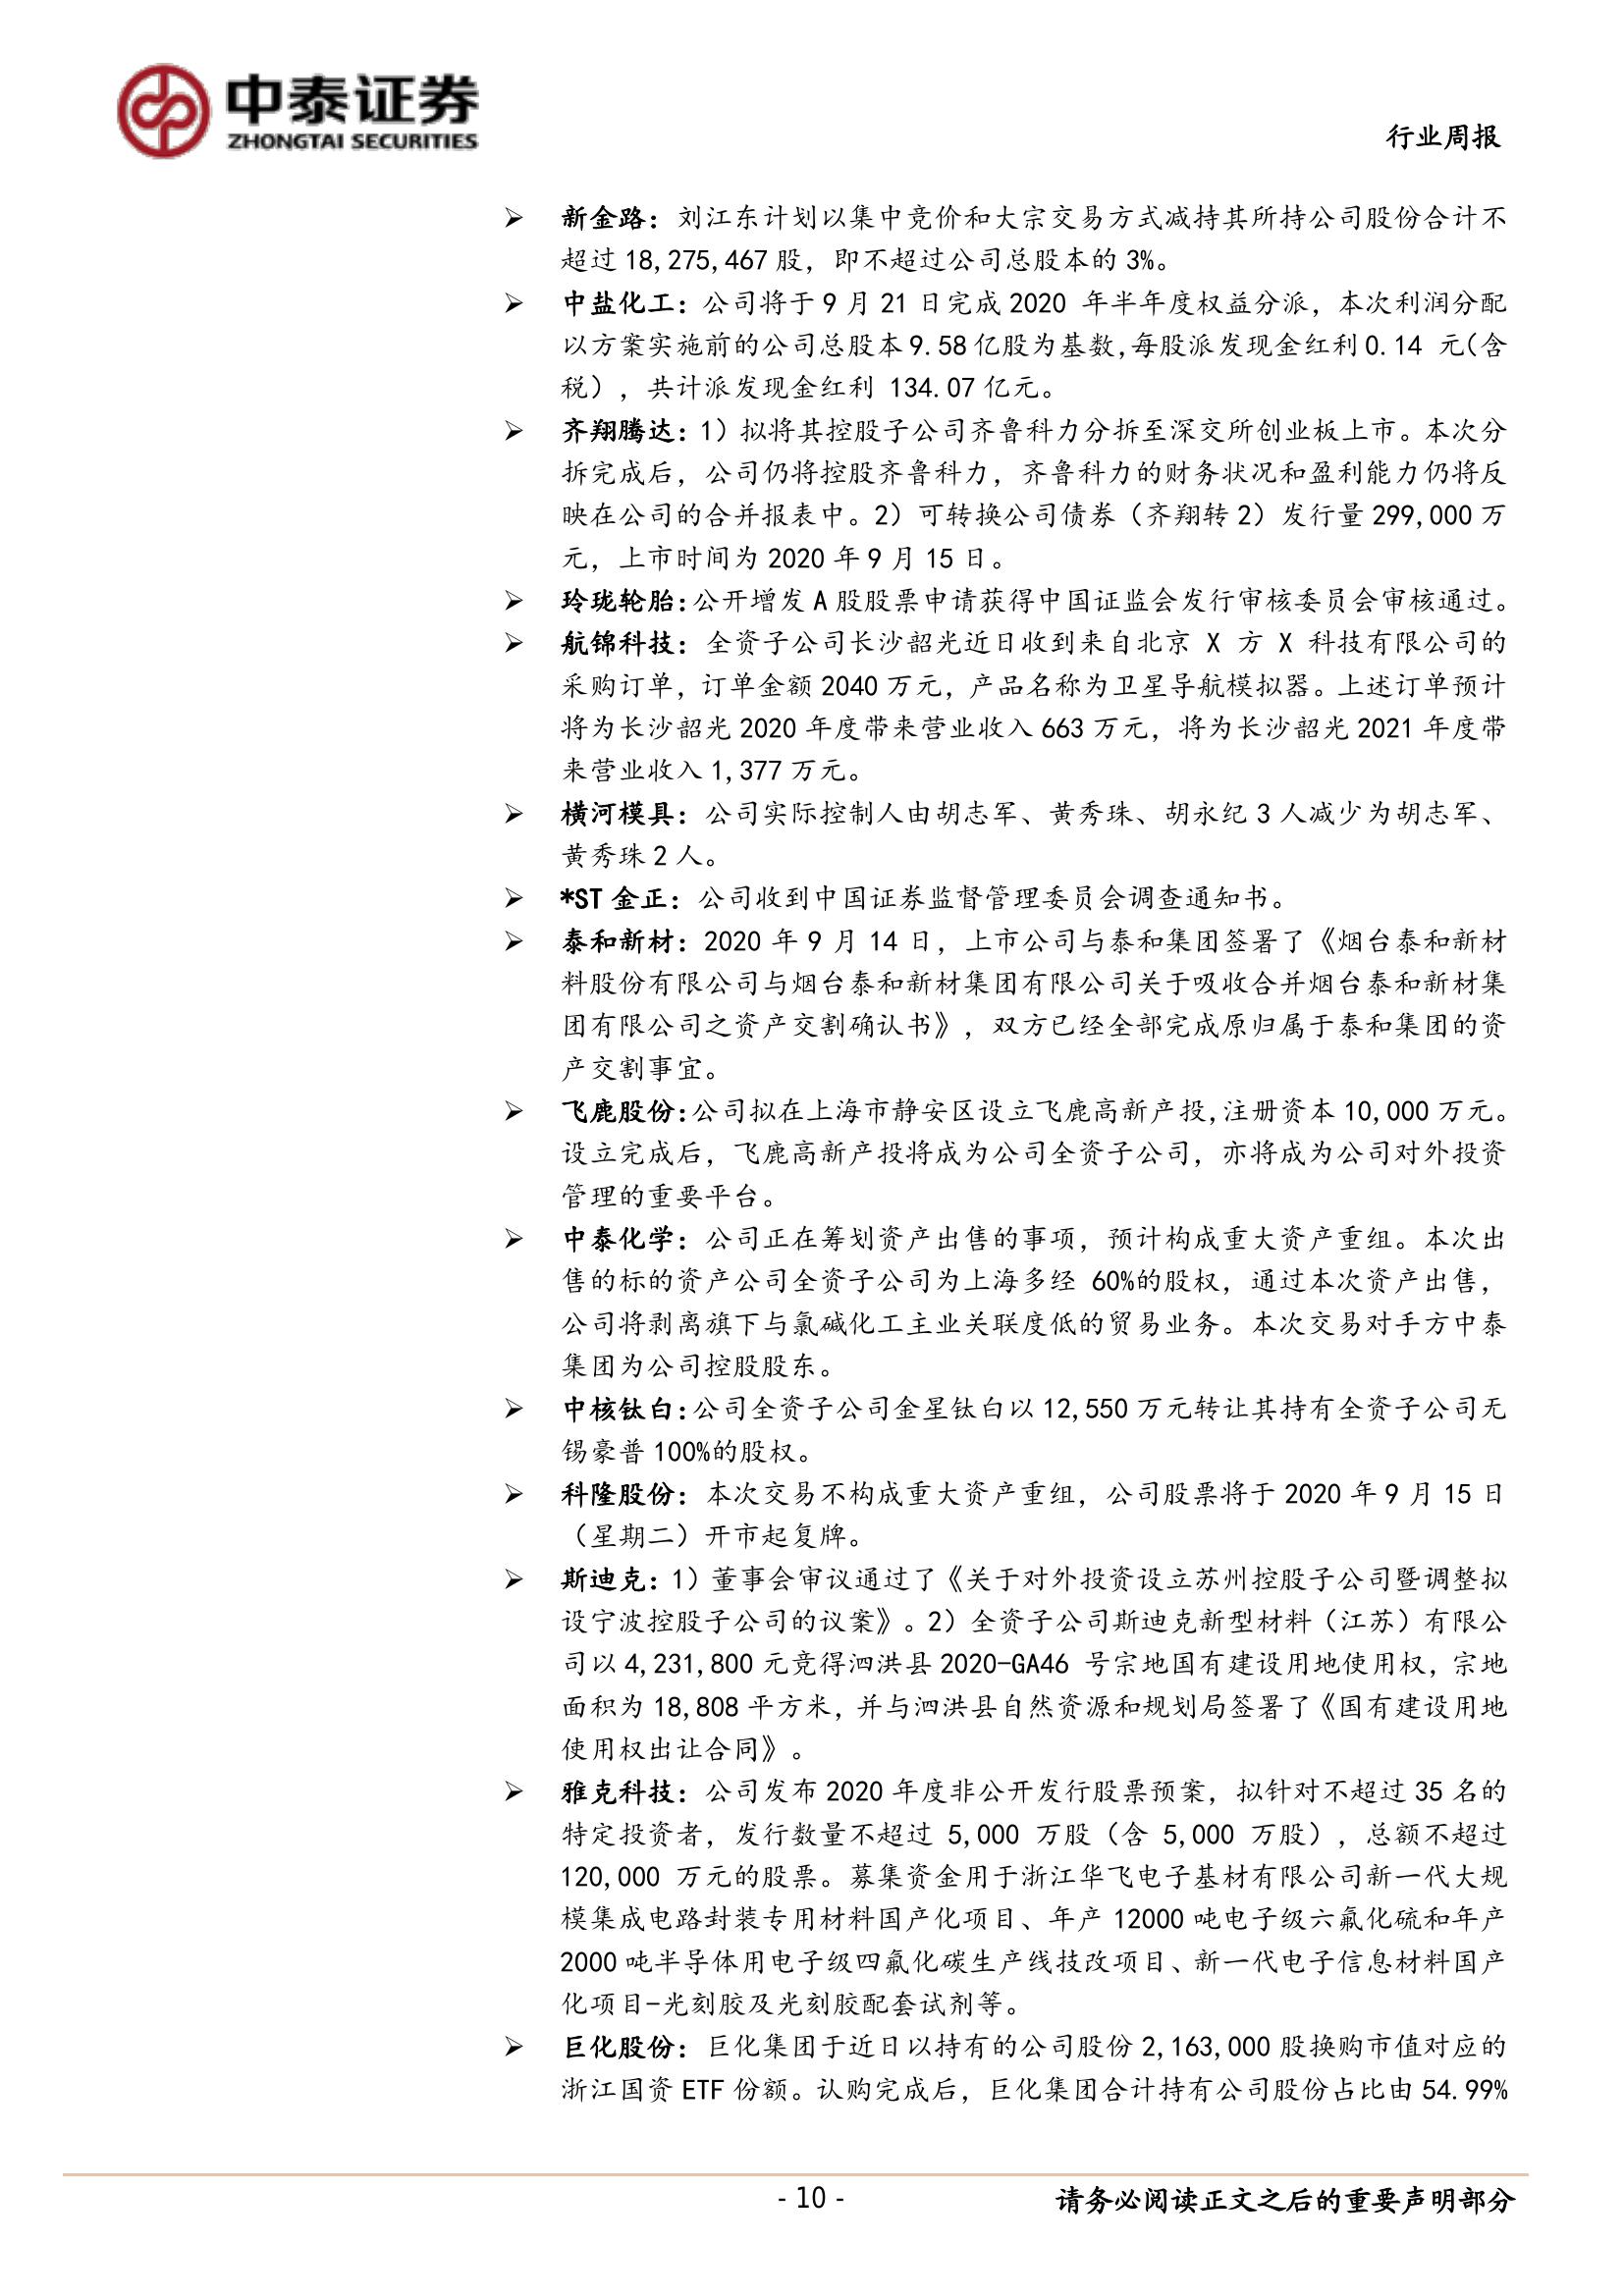 中泰证券
ZHONGTAI SECURITIES
行业周报
➢ 新金路：刘江东计划以集中竞价和大宗交易方式减持其所持公司股份合计不
超过 18,275,467 股，即不超过公司总股本的 3%。
➢ 中盐化工：公司将于 9 月 21 日完成 2020 年半年度权益分派，本次利润分配
以方案实施前的公司总股本 9.58 亿股为基数,每股派发现金红利 0.14 元(含
税），共计派发现金红利 134.07 亿元。
➢ 齐翔腾达：1）拟将其控股子公司齐鲁科力分拆至深交所创业板上市。本次分
拆完成后，公司仍将控股齐鲁科力，齐鲁科力的财务状况和盈利能力仍将反
映在公司的合并报表中。2）可转换公司债券（齐翔转 2）发行量 299,000 万
元，上市时间为 2020 年 9 月 15 日。
➢ 玲珑轮胎：公开增发 A 股股票申请获得中国证监会发行审核委员会审核通过。
➢ 航锦科技：全资子公司长沙韶光近日收到来自北京 X 方 X 科技有限公司的
采购订单，订单金额 2040 万元，产品名称为卫星导航模拟器。上述订单预计
将为长沙韶光 2020 年度带来营业收入 663 万元，将为长沙韶光 2021 年度带
来营业收入 1,377 万元。
➢ 横河模具：公司实际控制人由胡志军、黄秀珠、胡永纪 3 人减少为胡志军、
黄秀珠 2 人。
➢ *ST 金正：公司收到中国证券监督管理委员会调查通知书。
➢ 泰和新材：2020 年 9 月 14 日，上市公司与泰和集团签署了《烟台泰和新材
料股份有限公司与烟台泰和新材集团有限公司关于吸收合并烟台泰和新材集
团有限公司之资产交割确认书》，双方已经全部完成原归属于泰和集团的资
产交割事宜。
➢ 飞鹿股份：公司拟在上海市静安区设立飞鹿高新产投,注册资本 10,000 万元。
设立完成后，飞鹿高新产投将成为公司全资子公司，亦将成为公司对外投资
管理的重要平台。
➢ 中泰化学：公司正在筹划资产出售的事项，预计构成重大资产重组。本次出
售的标的资产公司全资子公司为上海多经 60%的股权，通过本次资产出售，
公司将剥离旗下与氯碱化工主业关联度低的贸易业务。本次交易对手方中泰
集团为公司控股股东。
➢ 中核钛白：公司全资子公司金星钛白以 12,550 万元转让其持有全资子公司无
锡豪普 100%的股权。
➢ 科隆股份：本次交易不构成重大资产重组，公司股票将于 2020 年 9 月 15 日
（星期二）开市起复牌。
➢ 斯迪克：1）董事会审议通过了《关于对外投资设立苏州控股子公司暨调整拟
设宁波控股子公司的议案》。2）全资子公司斯迪克新型材料（江苏）有限公
司以 4,231,800 元竞得泗洪县 2020-GA46 号宗地国有建设用地使用权，宗地
面积为 18,808 平方米，并与泗洪县自然资源和规划局签署了《国有建设用地
使用权出让合同》。
➢ 雅克科技：公司发布 2020 年度非公开发行股票预案，拟针对不超过 35 名的
特定投资者，发行数量不超过 5,000 万股（含 5,000 万股），总额不超过
120,000 万元的股票。募集资金用于浙江华飞电子基材有限公司新一代大规
模集成电路封装专用材料国产化项目、年产 12000 吨电子级六氟化硫和年产
2000 吨半导体用电子级四氟化碳生产线技改项目、新一代电子信息材料国产
化项目-光刻胶及光刻胶配套试剂等。
➢ 巨化股份：巨化集团于近日以持有的公司股份 2,163,000 股换购市值对应的
浙江国资 ETF 份额。认购完成后，巨化集团合计持有公司股份占比由 54.99%
- 10 -
请务必阅读正文之后的重要声明部分